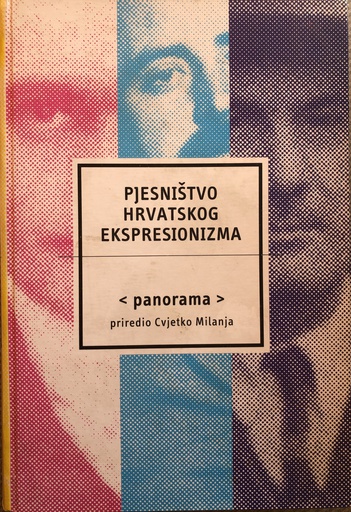 PJESNIŠTVO
HRVATSKOG
EKSPRESIONIZMA
< panorama >
priredio Cvjetko Milanja